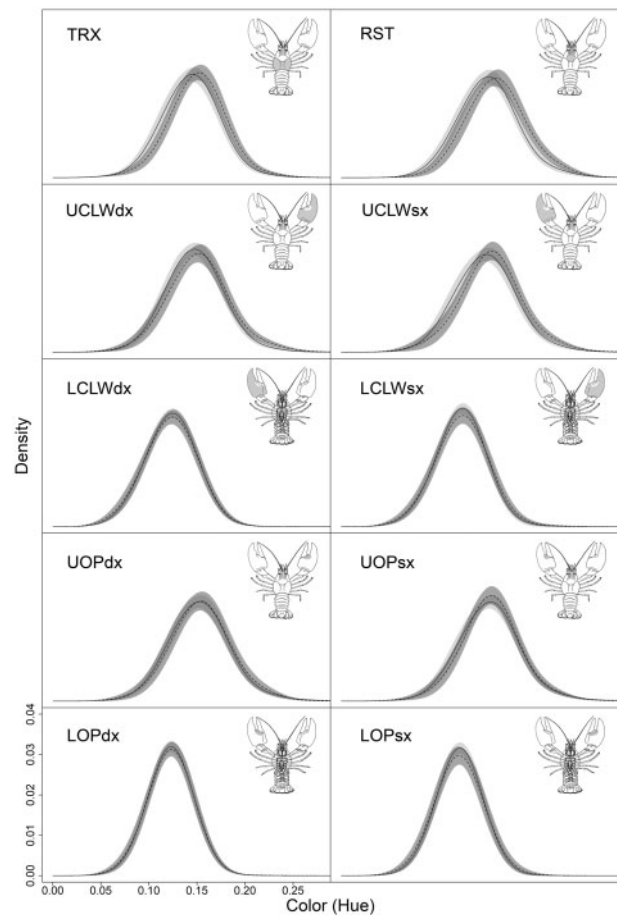 TRX
RST
UCLWdx
UCLWsx
LCLWdx
LCLWsx
Density
UOPdx
UOPsx
0.04
0.03
0.02
0.01
0.00
LOPdx
LOPsx
0.00 0.05 0.10 0.15 0.20 0.25
Color (Hue)